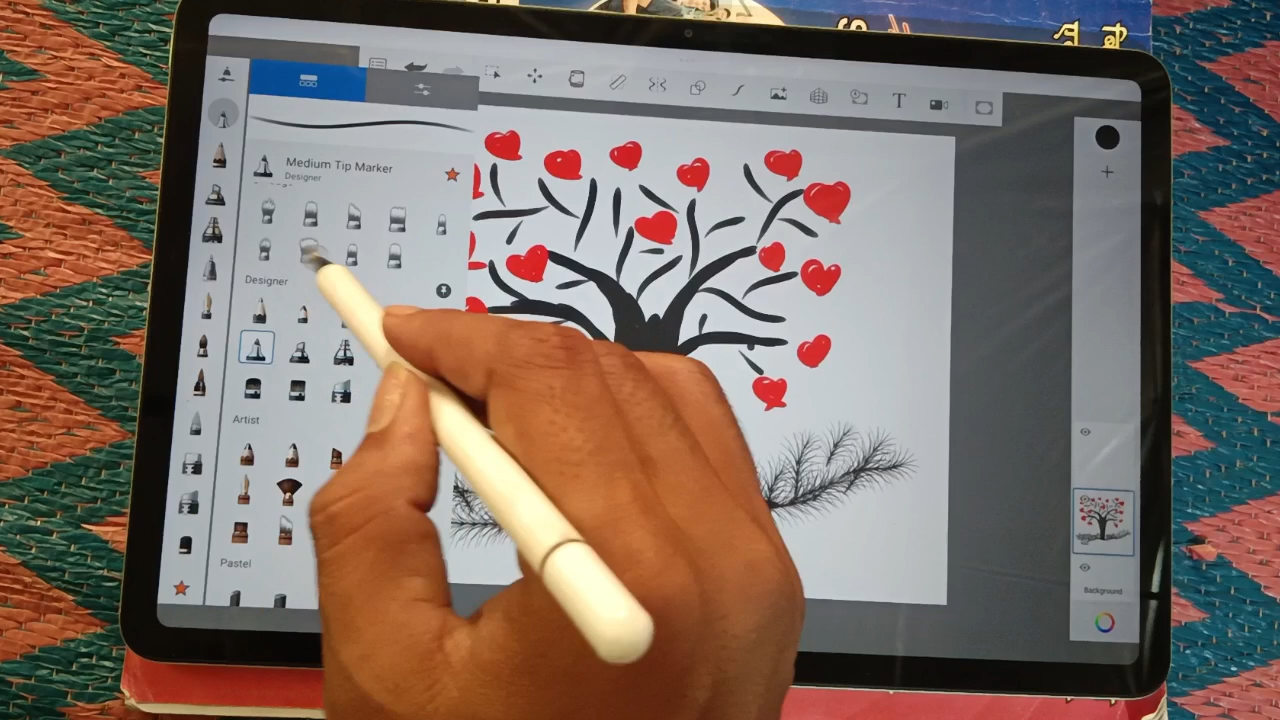 T
Medium Tip Marker
Designer
Designer
Artist
Pastel
Background